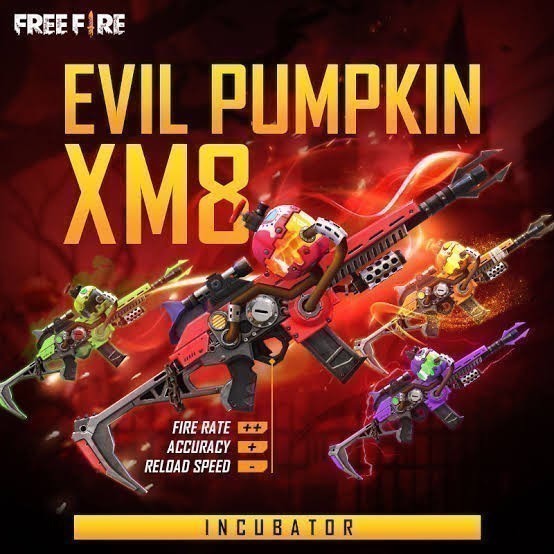 FREE FIRE
EVIL PUMPKIN
XM8
FIRE RATE ++
ACCURACY +
RELOAD SPEED -
INCUBATOR